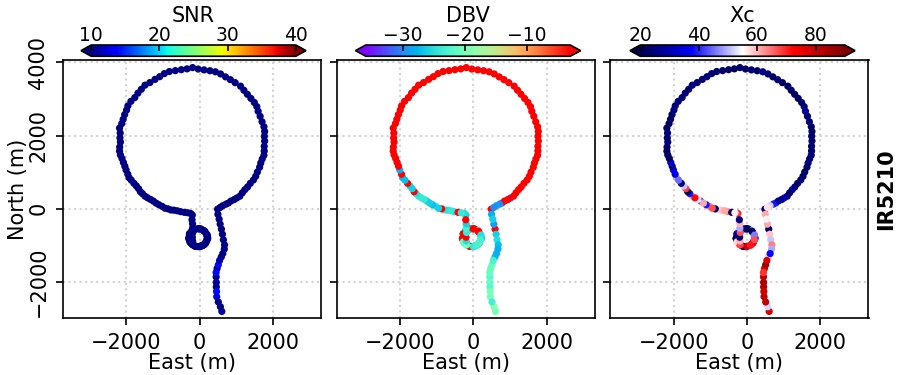 SNR DBV Xc
10 20 30 40 −30 −20 −10 20 40 60 80
4000
2000
0
−2000
North (m)
IR5210
−2000 0 2000 −2000 0 2000 −2000 0 2000
East (m) East (m) East (m)